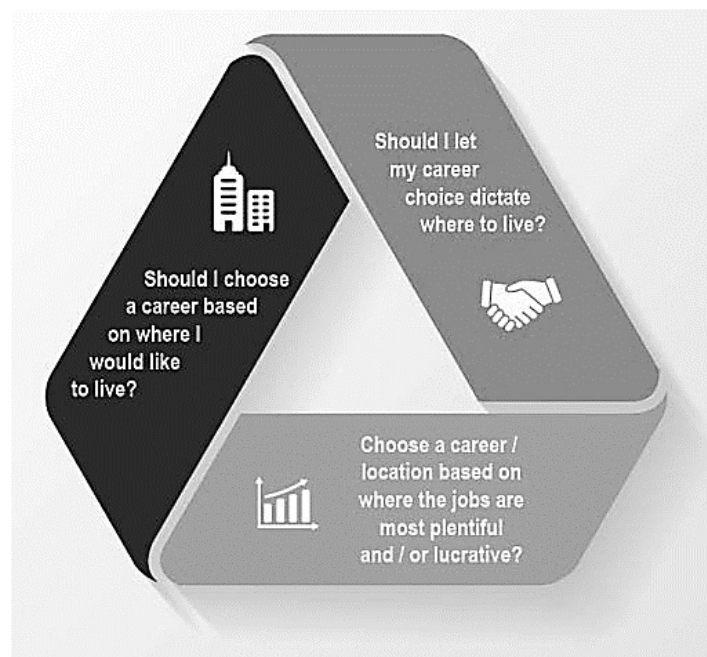 Should I let
my career
choice dictate
where to live?
Should I choose
a career based
on where I
would like
to live?
Choose a career /
location based on
where the jobs are
most plentiful
and / or lucrative?